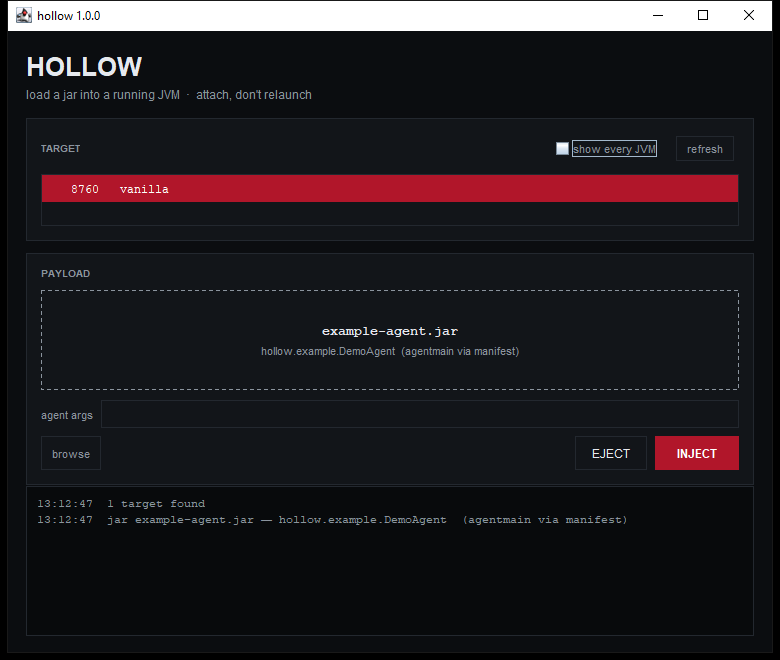 hollow 1.0.0
HOLLOW
load a jar into a running JVM · attach, don't relaunch
TARGET show every JVM refresh
8760 vanilla
PAYLOAD
example-agent.jar
hollow.example.DemoAgent (agentmain via manifest)
agent args
browse EJECT INJECT
13:12:47 1 target found
13:12:47 jar example-agent.jar — hollow.example.DemoAgent (agentmain via manifest)